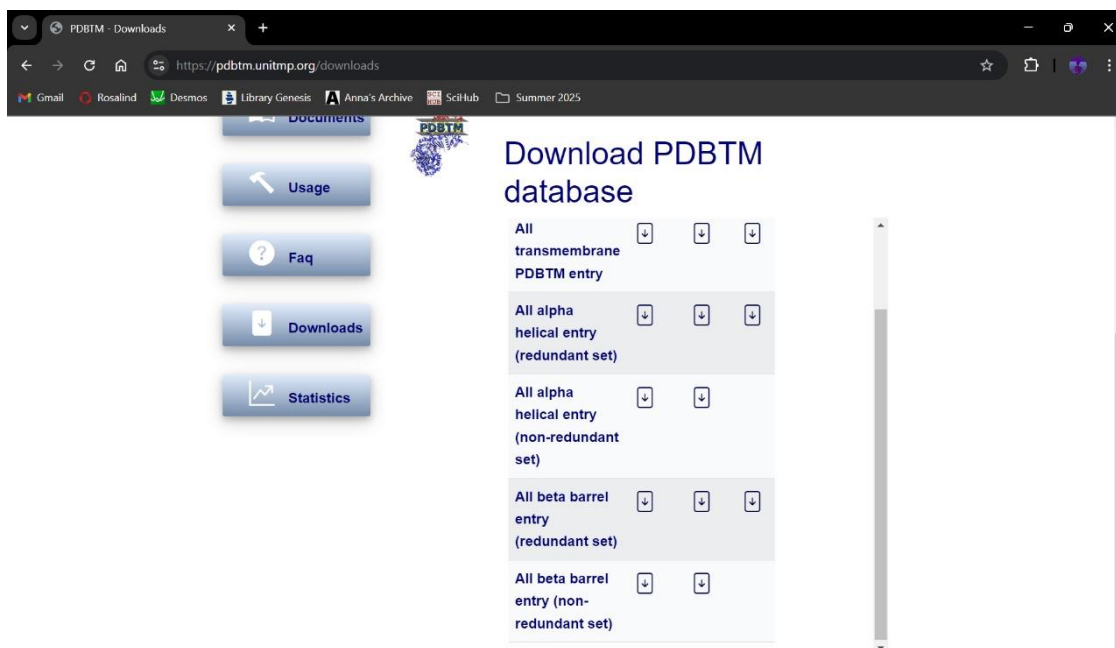 PDBTM - Downloads
https://pdbtm.unitmp.org/downloads
Gmail Rosalind Desmos Library Genesis Anna's Archive SciHub Summer 2025
Documents
Usage
Faq
Downloads
Statistics
PDBTM
Download PDBTM
database
All
transmembrane
PDBTM entry
All alpha
helical entry
(redundant set)
All alpha
helical entry
(non-redundant
set)
All beta barrel
entry
(redundant set)
All beta barrel
entry (non-
redundant set)